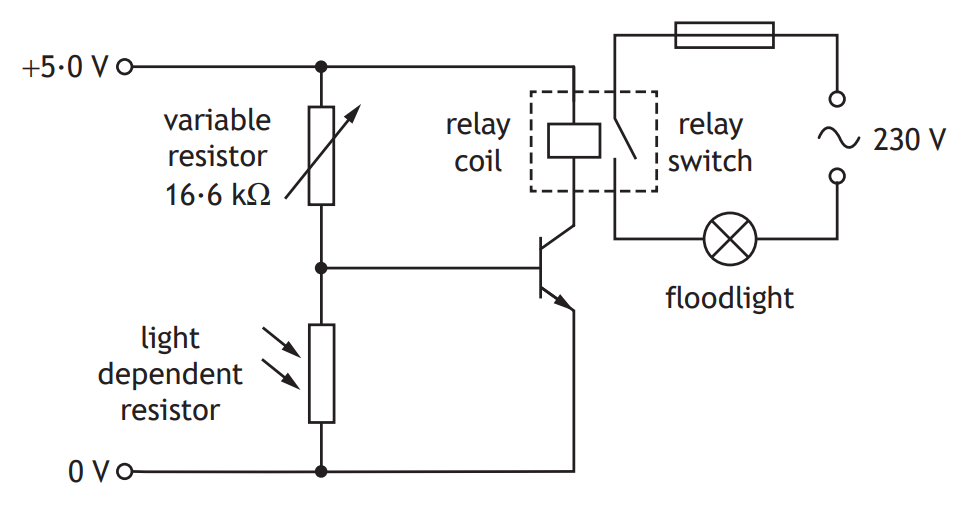 +5·0 V
variable
resistor
16·6 kΩ
relay
coil
relay
switch
230 V
floodlight
light
dependent
resistor
0 V